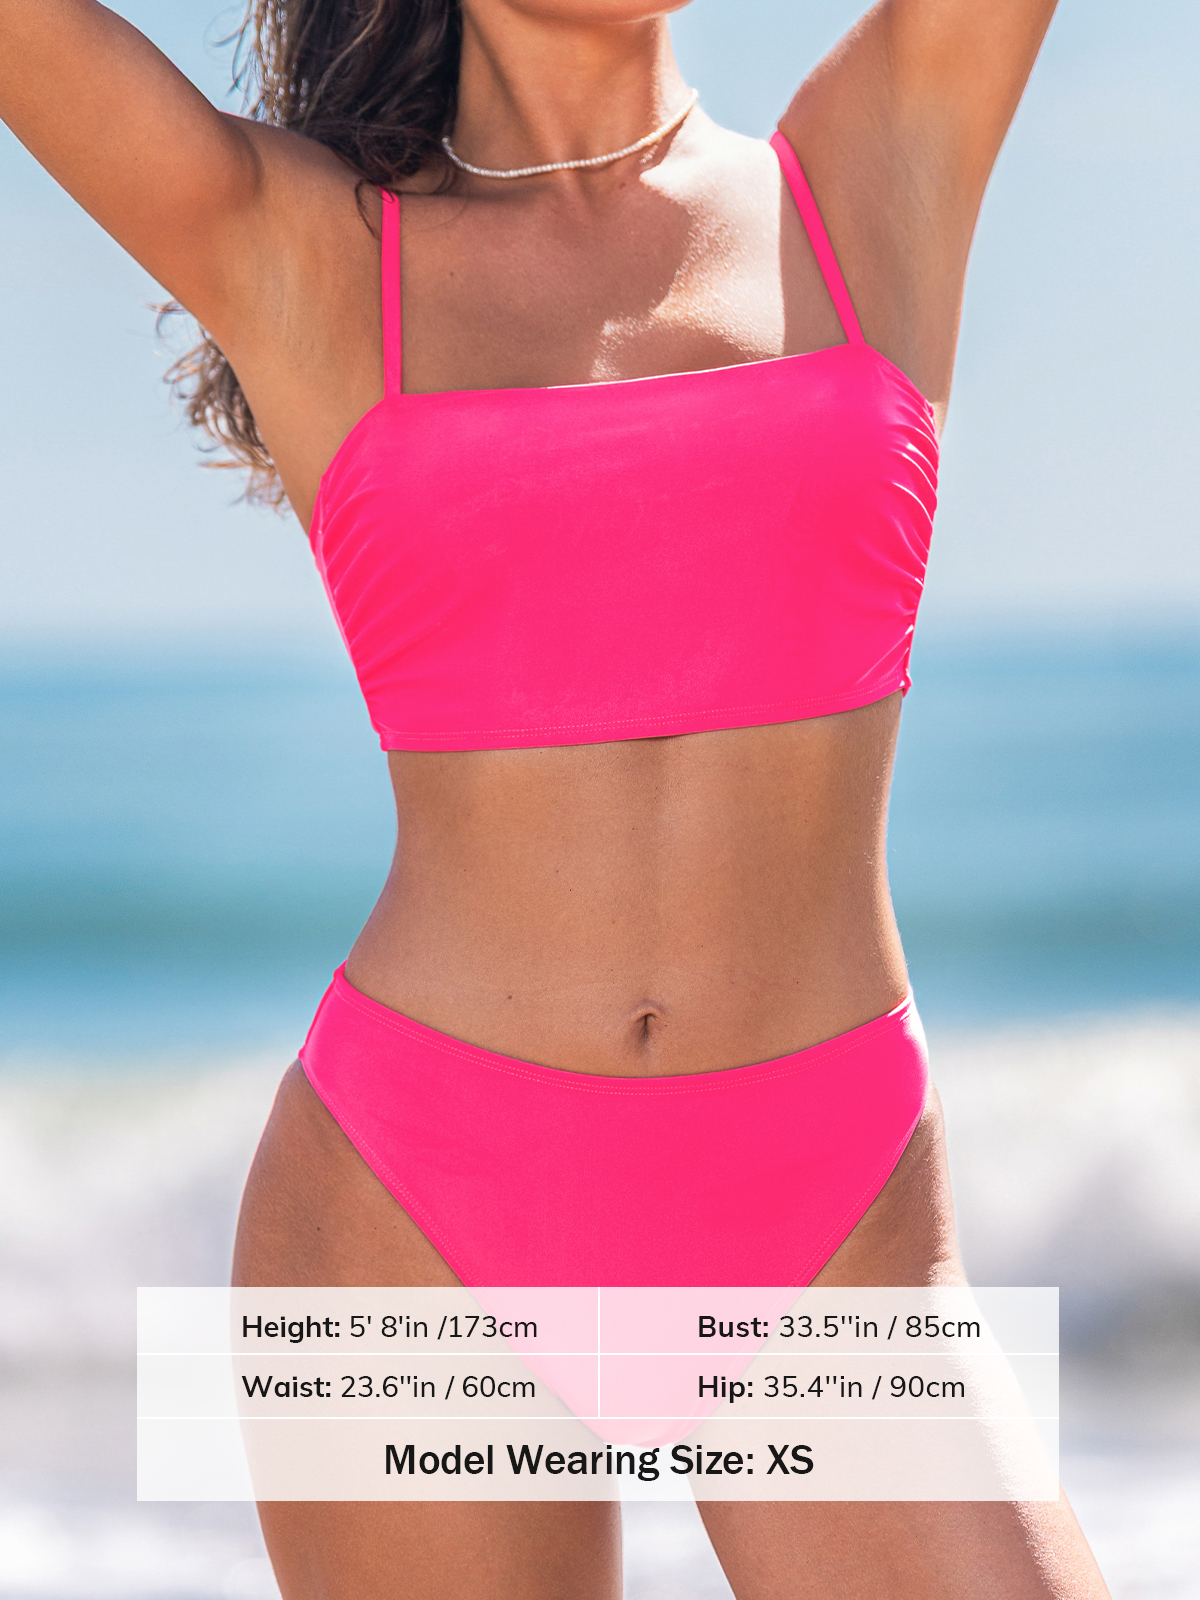 Height: 5' 8'in /173cm
Bust: 33.5''in / 85cm
Waist: 23.6''in / 60cm
Hip: 35.4''in / 90cm
Model Wearing Size: XS